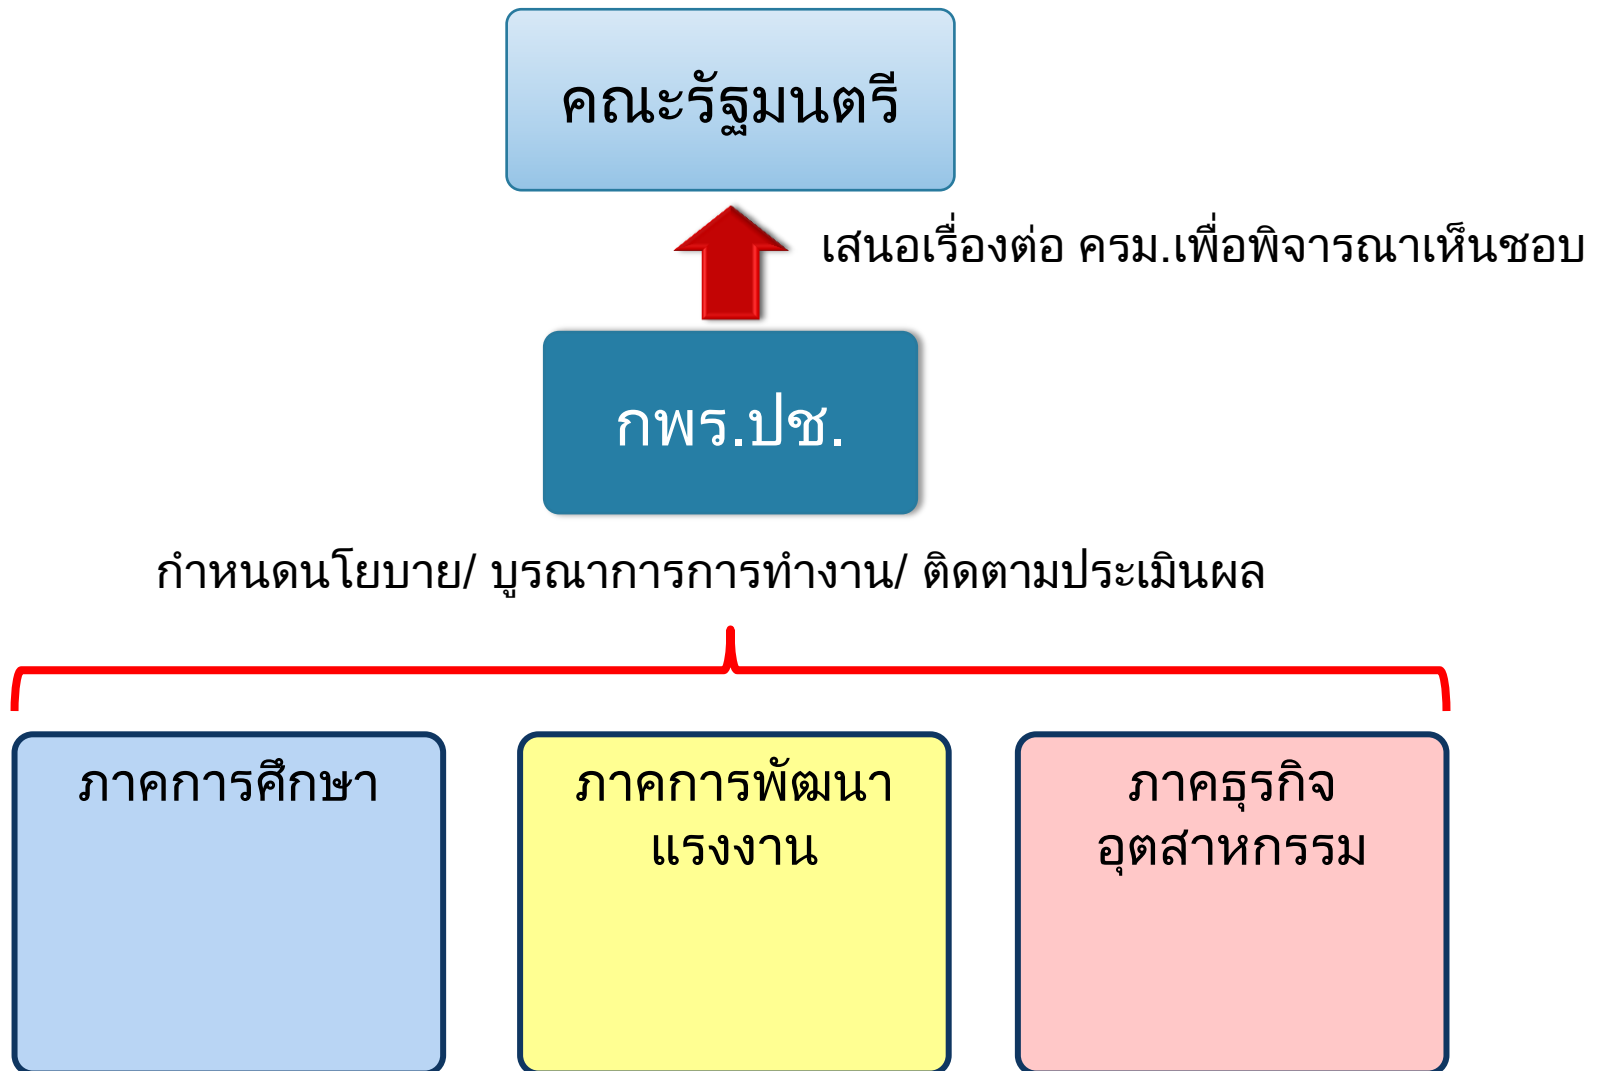 คณะรัฐมนตรี
เสนอเรื่องต่อ ครม.เพื่อพิจารณาเห็นชอบ
กพร.ปช.
กำหนดนโยบาย/ บูรณาการการทำงาน/ ติดตามประเมินผล
ภาคการศึกษา
ภาคการพัฒนา
แรงงาน
ภาคธุรกิจ
อุตสาหกรรม